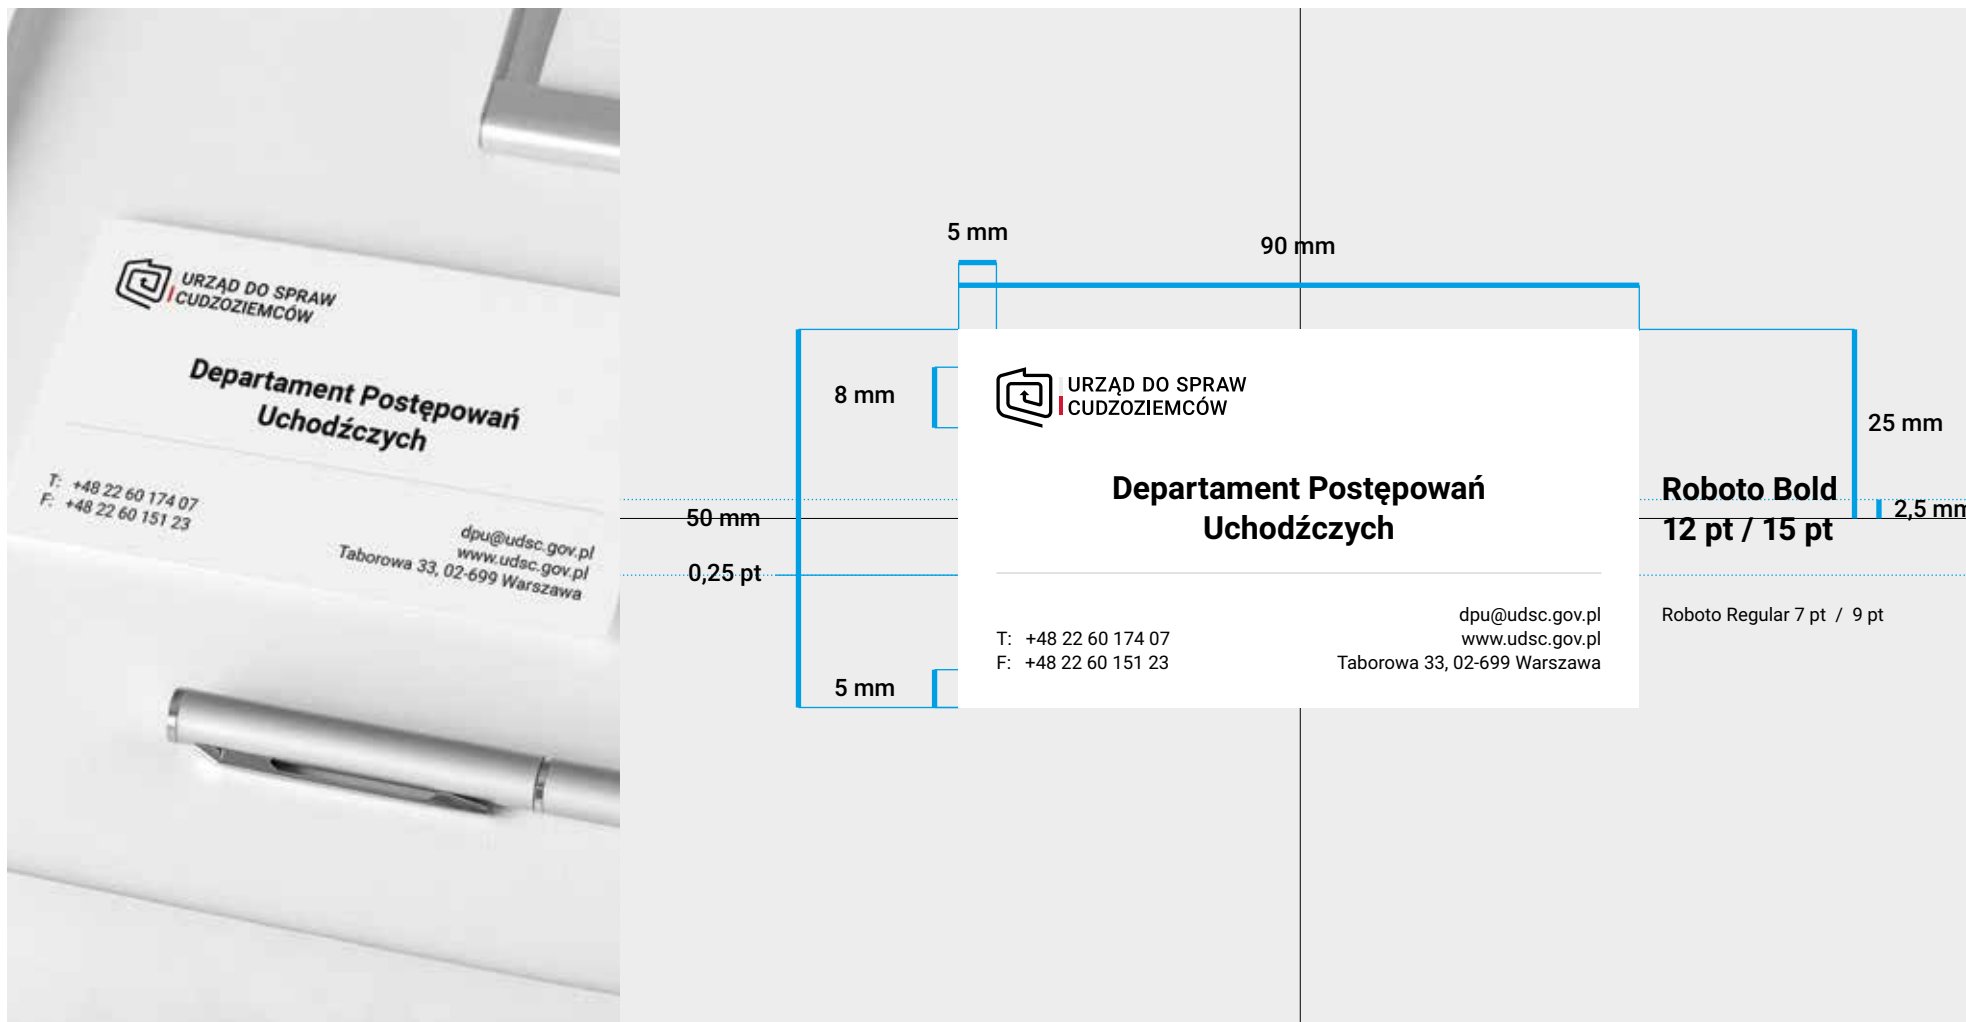 URZĄD DO SPRAW
CUDZOZIEMCÓW
Departament Postępowań
Uchodźczych
T: +48 22 60 174 07
F: +48 22 60 151 23
dpu@udsc.gov.pl
www.udsc.gov.pl
Taborowa 33, 02-699 Warszawa
5 mm
90 mm
8 mm
25 mm
50 mm
2,5 mm
0,25 pt
5 mm
URZĄD DO SPRAW
CUDZOZIEMCÓW
Departament Postępowań
Uchodźczych
T: +48 22 60 174 07
F: +48 22 60 151 23
dpu@udsc.gov.pl
www.udsc.gov.pl
Taborowa 33, 02-699 Warszawa
Roboto Bold
12 pt / 15 pt
Roboto Regular 7 pt / 9 pt